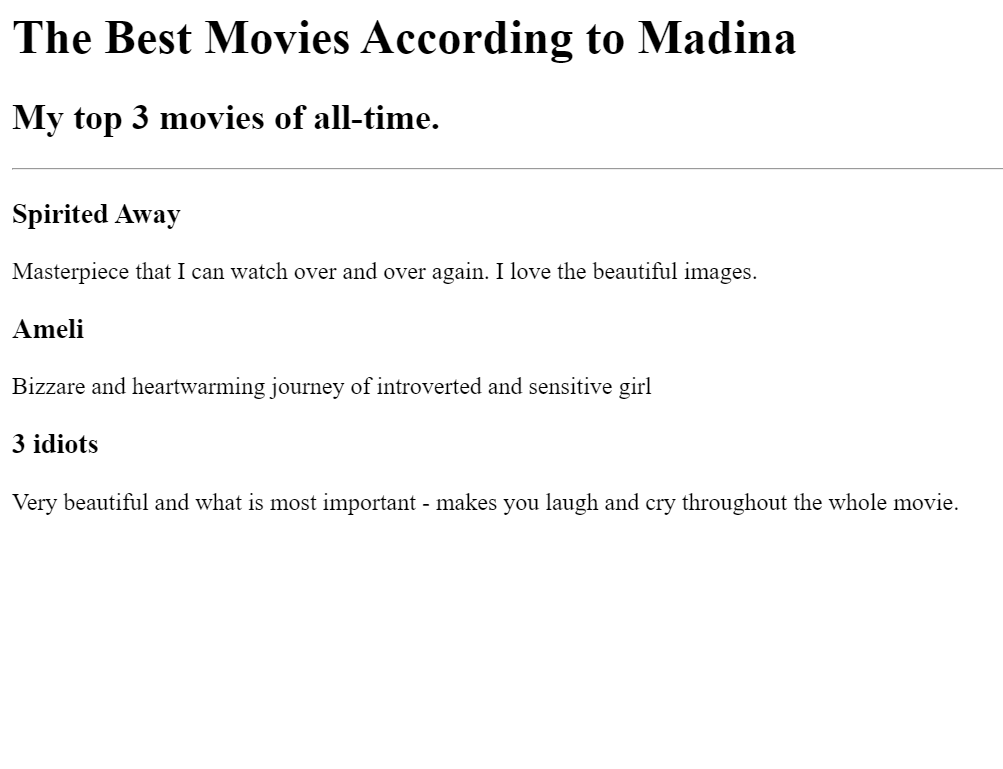 The Best Movies According to Madina
My top 3 movies of all-time.
Spirited Away
Masterpiece that I can watch over and over again. I love the beautiful images.
Ameli
Bizzare and heartwarming journey of introverted and sensitive girl
3 idiots
Very beautiful and what is most important - makes you laugh and cry throughout the whole movie.